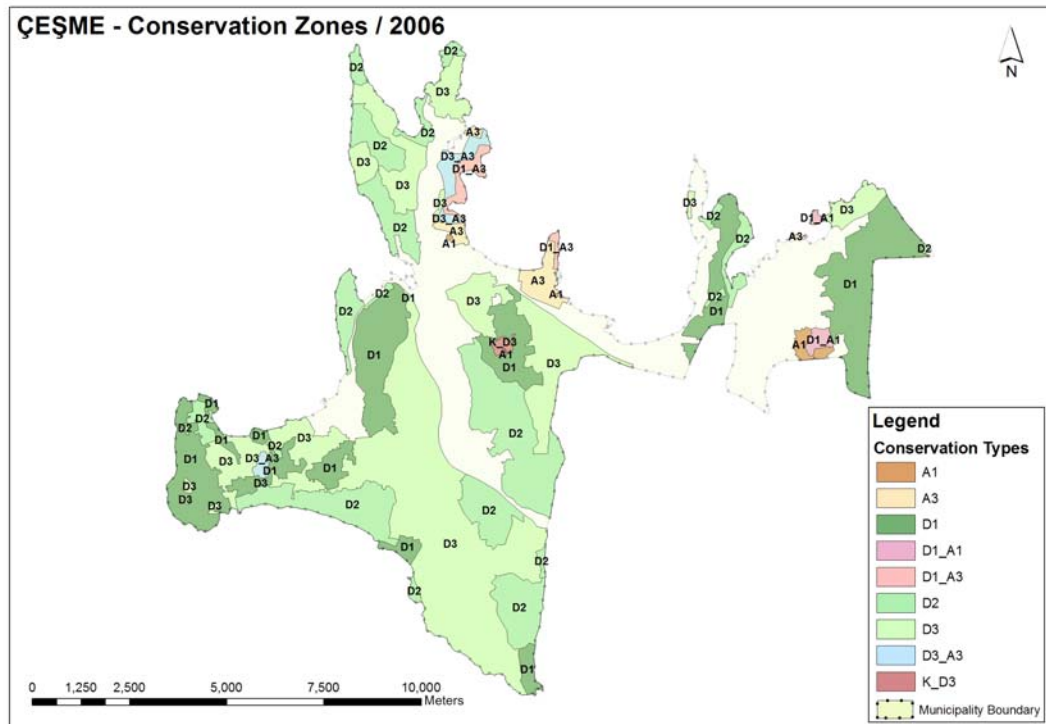 ÇEŞME - Conservation Zones / 2006
N
D2
D2
D3
D2
A3
D2
D3_A3
D3
D1_A3
D3
D3
D3
D1_A1
D3
D3_A3
D2
D2
A3
D2
A3
D2
A1
D1_A3
D2
D1
A3
D1
D2
D2
D1
A1
D2
D3
D1
K_D3
A1
D1_A1
D1
A1
D3
D1
D1
D2
D2
D1
D1
D3
D2
D2
D1
D3
D3_A3
D1
D1
D3
D3
D3
D3
D2
D2
D3
D1
D2
D2
D2
D1
Legend
Conservation Types
A1
A3
D1
D1_A1
D1_A3
D2
D3
D3_A3
K_D3
Municipality Boundary
0 1,250 2,500 5,000 7,500 10,000
Meters